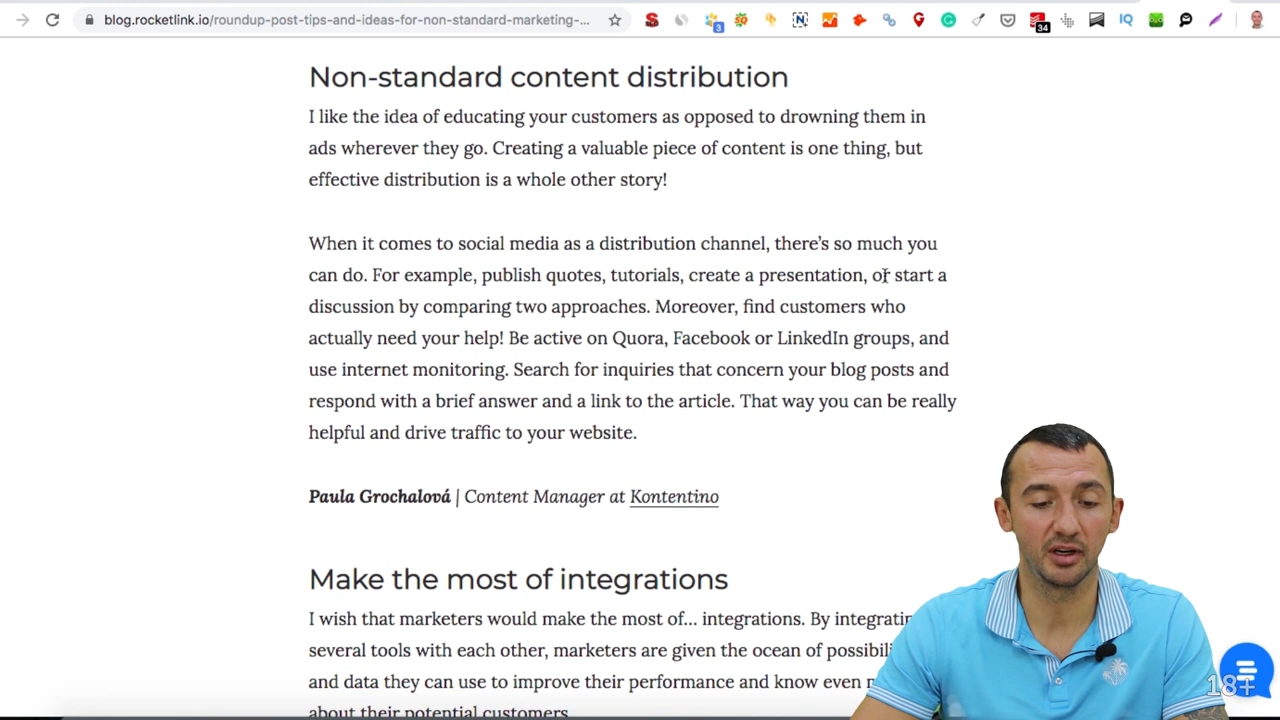 blog.rocketlink.io/roundup-post-tips-and-ideas-for-non-standard-marketing-...
3
34
IQ
Non-standard content distribution
I like the idea of educating your customers as opposed to drowning them in
ads wherever they go. Creating a valuable piece of content is one thing, but
effective distribution is a whole other story!
When it comes to social media as a distribution channel, there's so much you
can do. For example, publish quotes, tutorials, create a presentation, or start a
discussion by comparing two approaches. Moreover, find customers who
actually need your help! Be active on Quora, Facebook or LinkedIn groups, and
use internet monitoring. Search for inquiries that concern your blog posts and
respond with a brief answer and a link to the article. That way you can be really
helpful and drive traffic to your website.
Paula Grochalová | Content Manager at Kontentino
Make the most of integrations
I wish that marketers would make the most of... integrations. By
several tools with each other, marketers are given the ocean of
and data they can use to improve their performance and know even
about their potential customers.
18+